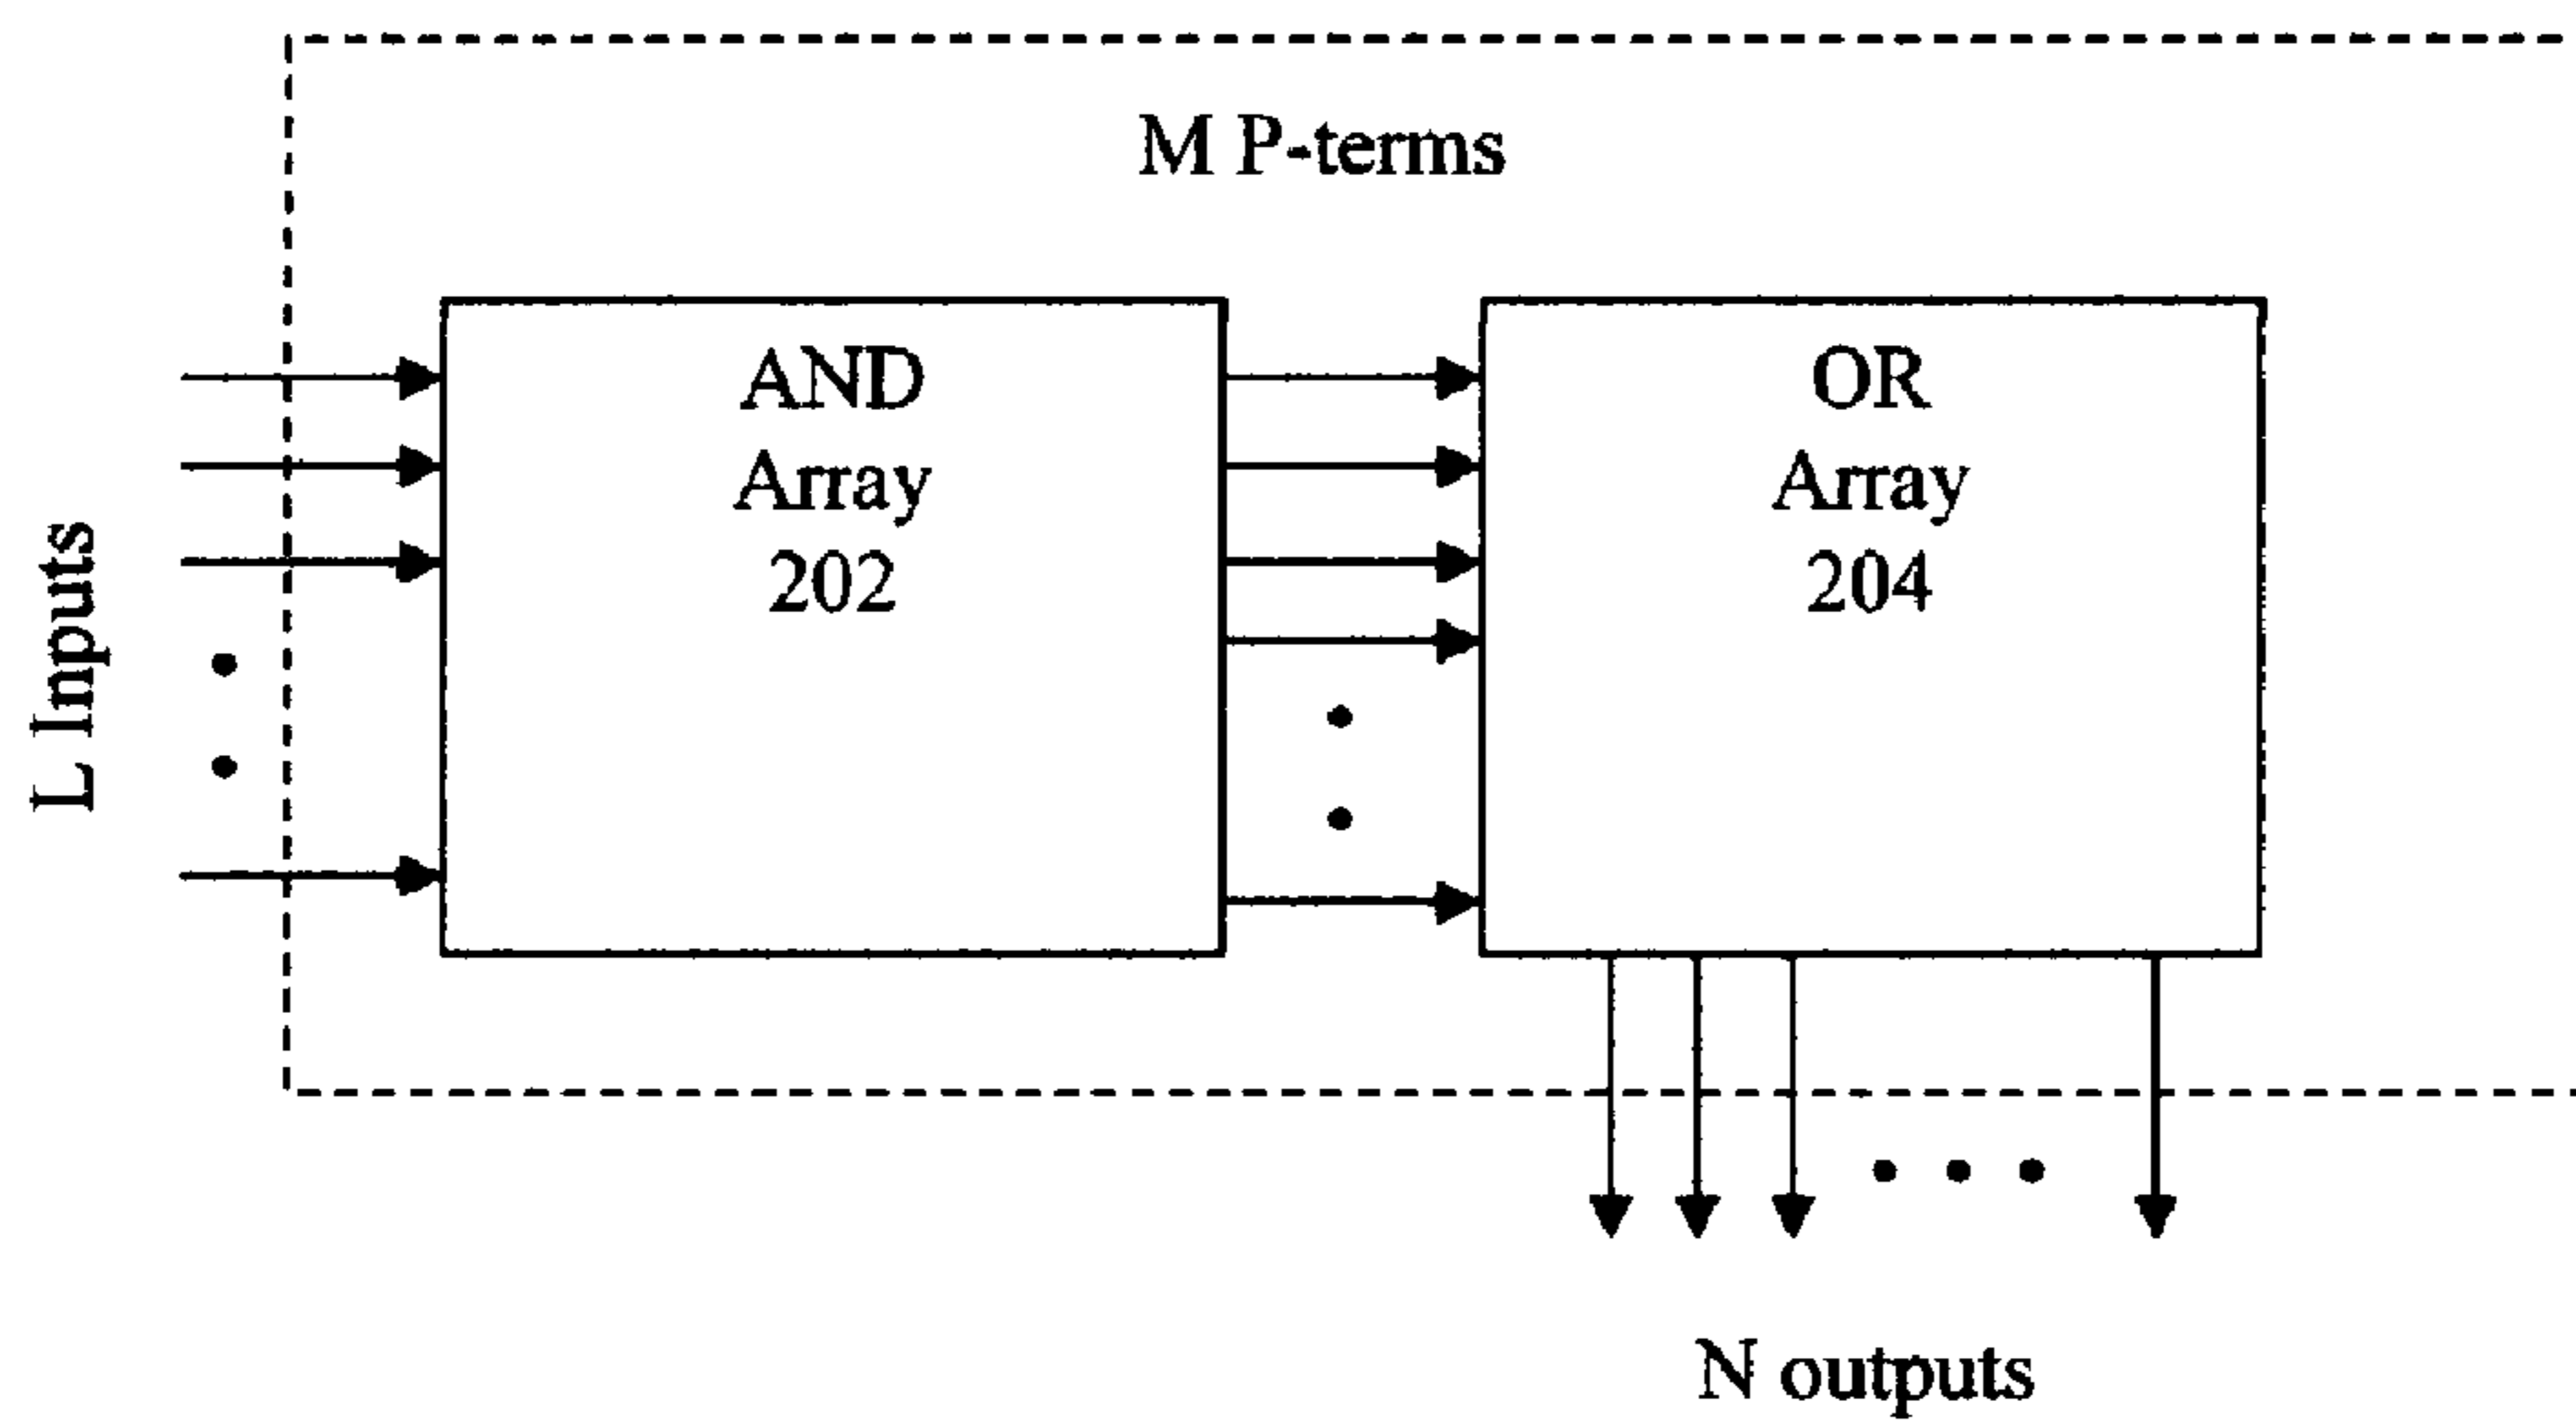 M P-terms
L Inputs
AND
Array
202
OR
Array
204
N outputs